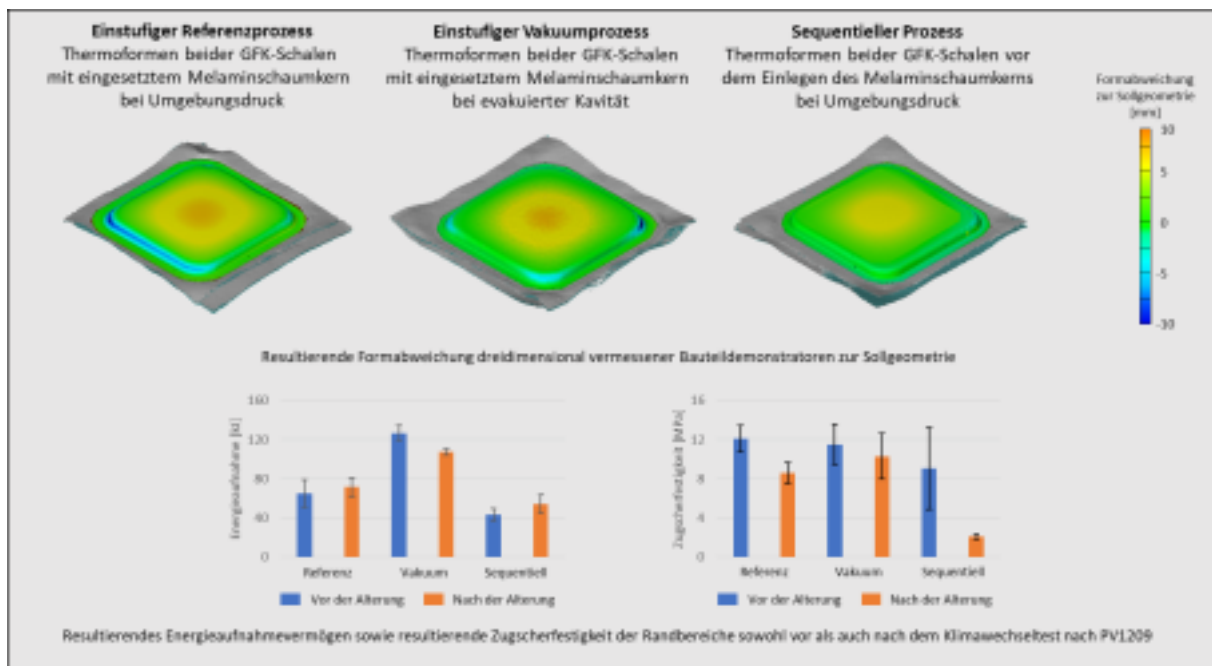 Einstufiger Referenzprozess
Thermoformen beider GFK-Schalen
mit eingesetztem Melaminschaumkern
bei Umgebungsdruck
Einstufiger Vakuumprozess
Thermoformen beider GFK-Schalen
mit eingesetztem Melaminschaumkern
bei evakuierter Kavität
Sequentieller Prozess
Thermoformen beider GFK-Schalen vor
dem Einlegen des Melaminschaumkerns
bei Umgebungsdruck
Formabweichung
zur Sollgeometrie
[mm]
10
5
0
-5
-10
Resultierende Formabweichung dreidimensional vermessener Bauteildemonstratoren zur Sollgeometrie
Energieaufnahme
160
120
80
40
0
Referenz
Vakuum
Sequentiell
Vor der Alterung
Nach der Alterung
Zugscherfestigkeit [MPa]
16
12
8
4
0
Referenz
Vakuum
Sequentiell
Vor der Alterung
Nach der Alterung
Resultierendes Energieaufnahmevermögen sowie resultierende Zugscherfestigkeit der Randbereiche sowohl vor als auch nach dem Klimawechseltest nach PV1209